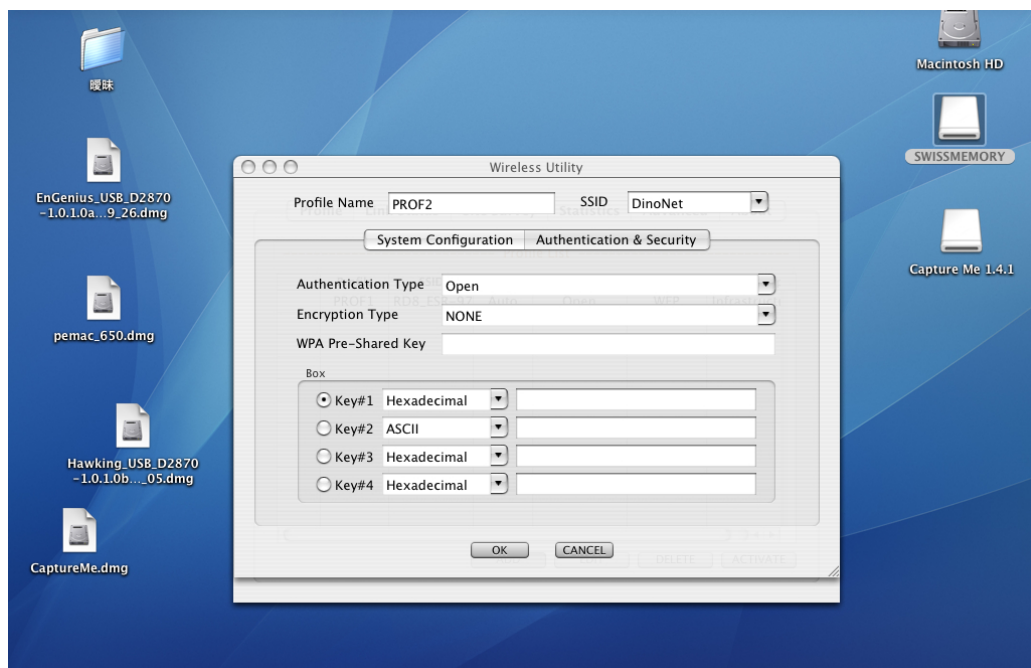 曖昧
EnGenius_USB_D2870
-1.0.1.0a...9_26.dmg
pemac_650.dmg
Hawking_USB_D2870
-1.0.1.0b..._05.dmg
CaptureMe.dmg
Wireless Utility
Profile Name PROF2 SSID DinoNet
System Configuration Authentication & Security
Authentication Type Open
Encryption Type NONE
WPA Pre-Shared Key
Box
Key#1 Hexadecimal
Key#2 ASCII
Key#3 Hexadecimal
Key#4 Hexadecimal
OK CANCEL
DELETE ACTIVATE
Macintosh HD
SWISSMEMORY
Capture Me 1.4.1